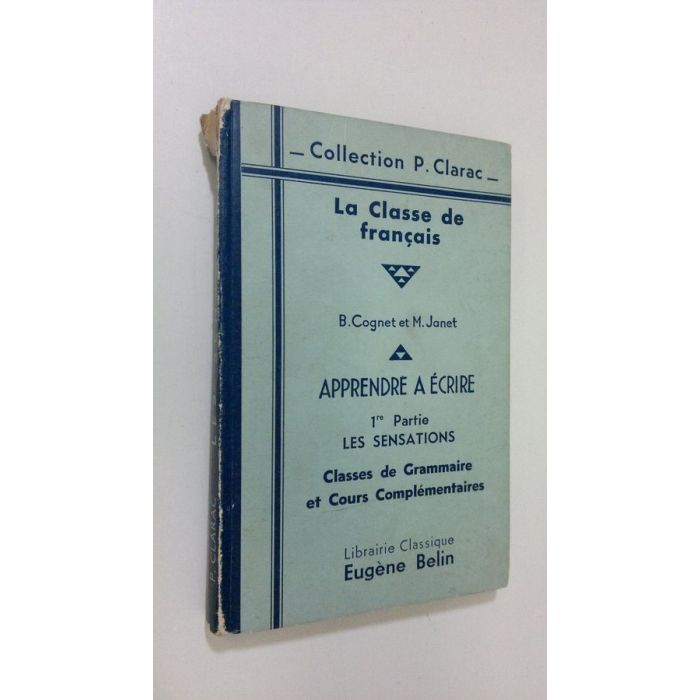 — Collection P. Clarac —
La Classe de
français
B. Cognet et M. Janet
APPRENDRE A ÉCRIRE
1re Partie
LES SENSATIONS
Classes de Grammaire
et Cours Complémentaires
Librairie Classique
Eugène Belin
P. CLARAC